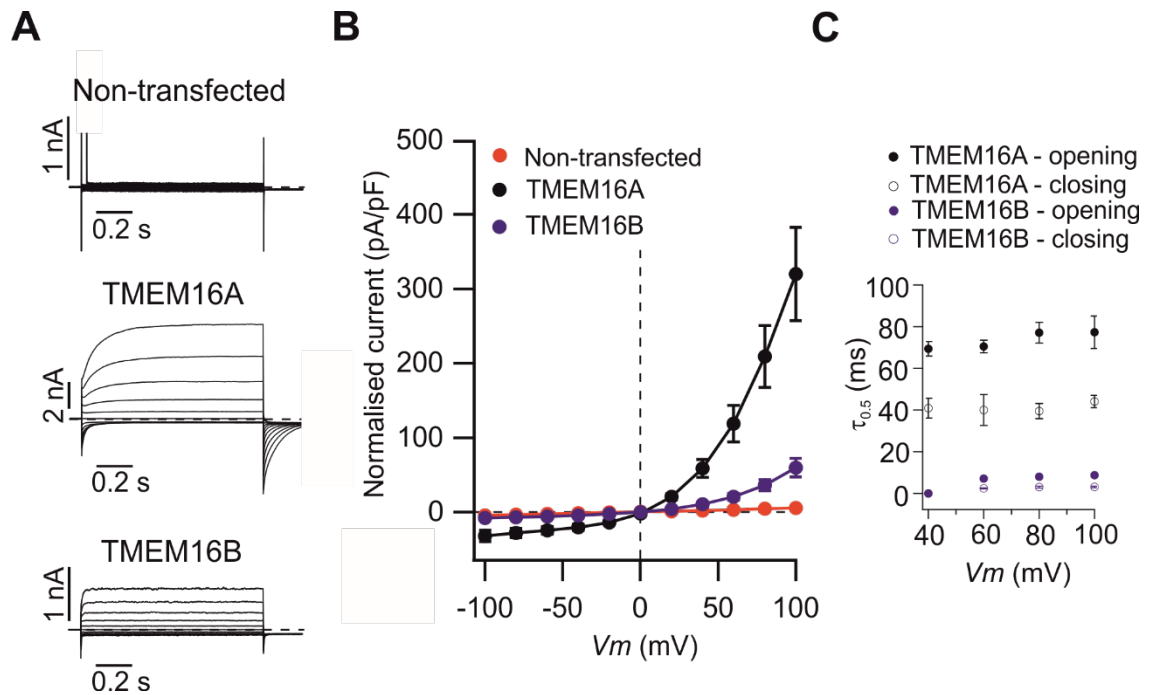 A
Non-transfected
1 nA
0.2 s
TMEM16A
2 nA
0.2 s
TMEM16B
1 nA
0.2 s
B
Normalised current (pA/pF)
500
400
300
200
100
0
Non-transfected
TMEM16A
TMEM16B
-100
-50
0
50
100
Vm (mV)
C
TMEM16A - opening
TMEM16A - closing
TMEM16B - opening
TMEM16B - closing
τ0.5 (ms)
100
80
60
40
20
0
40
60
80
100
Vm (mV)